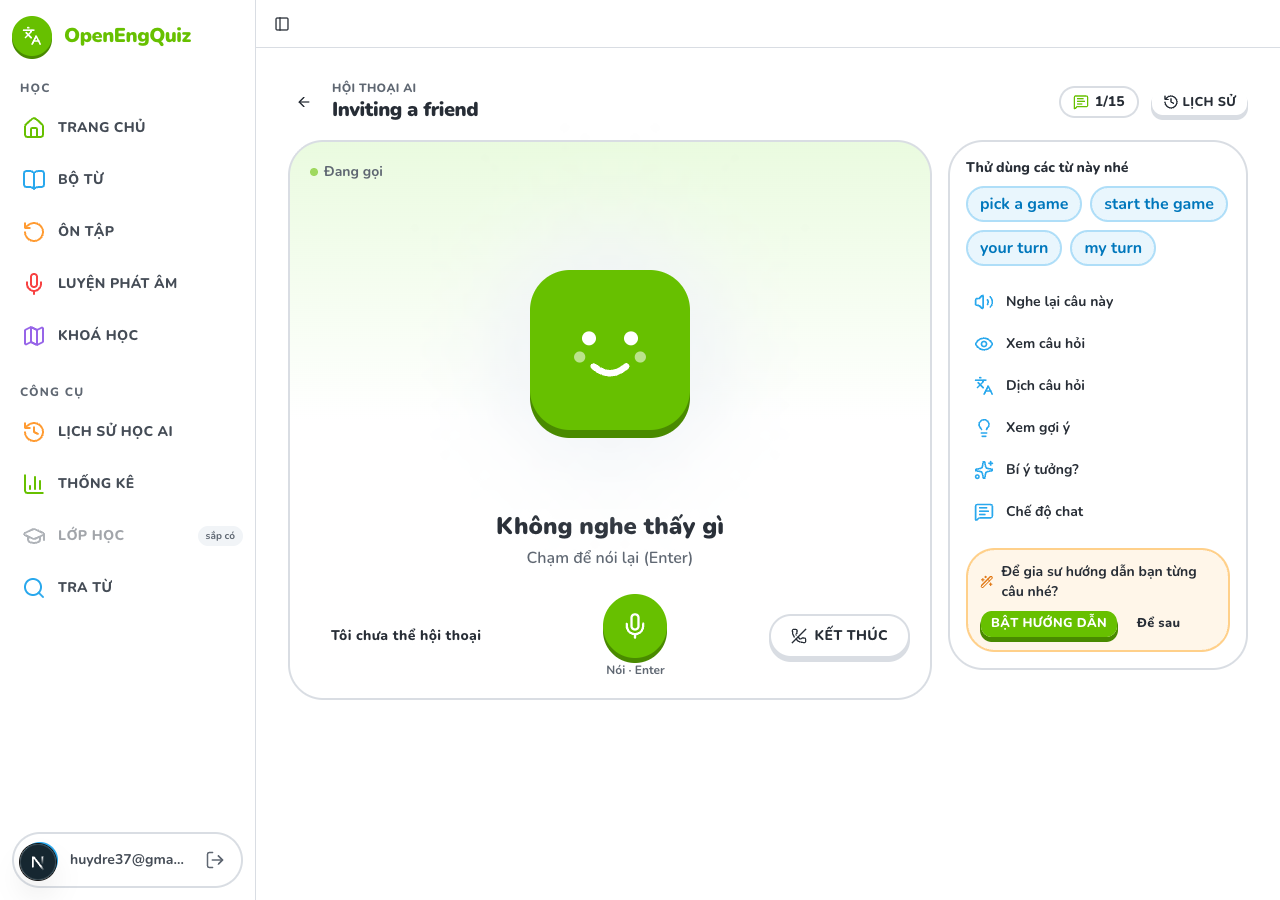 OpenEngQuiz
HỌC
TRANG CHỦ
BỘ TỪ
ÔN TẬP
LUYỆN PHÁT ÂM
KHOÁ HỌC
CÔNG CỤ
LỊCH SỬ HỌC AI
THỐNG KÊ
LỚP HỌC
sắp có
TRA TỪ
huydre37@gma...
HỘI THOẠI AI
Inviting a friend
1/15
LỊCH SỬ
Đang gọi
Không nghe thấy gì
Chạm để nói lại (Enter)
Tôi chưa thể hội thoại
Nói · Enter
KẾT THÚC
Thử dùng các từ này nhé
pick a game
start the game
your turn
my turn
Nghe lại câu này
Xem câu hỏi
Dịch câu hỏi
Xem gợi ý
Bí ý tưởng?
Chế độ chat
Để gia sư hướng dẫn bạn từng
câu nhé?
BẬT HƯỚNG DẪN
Để sau